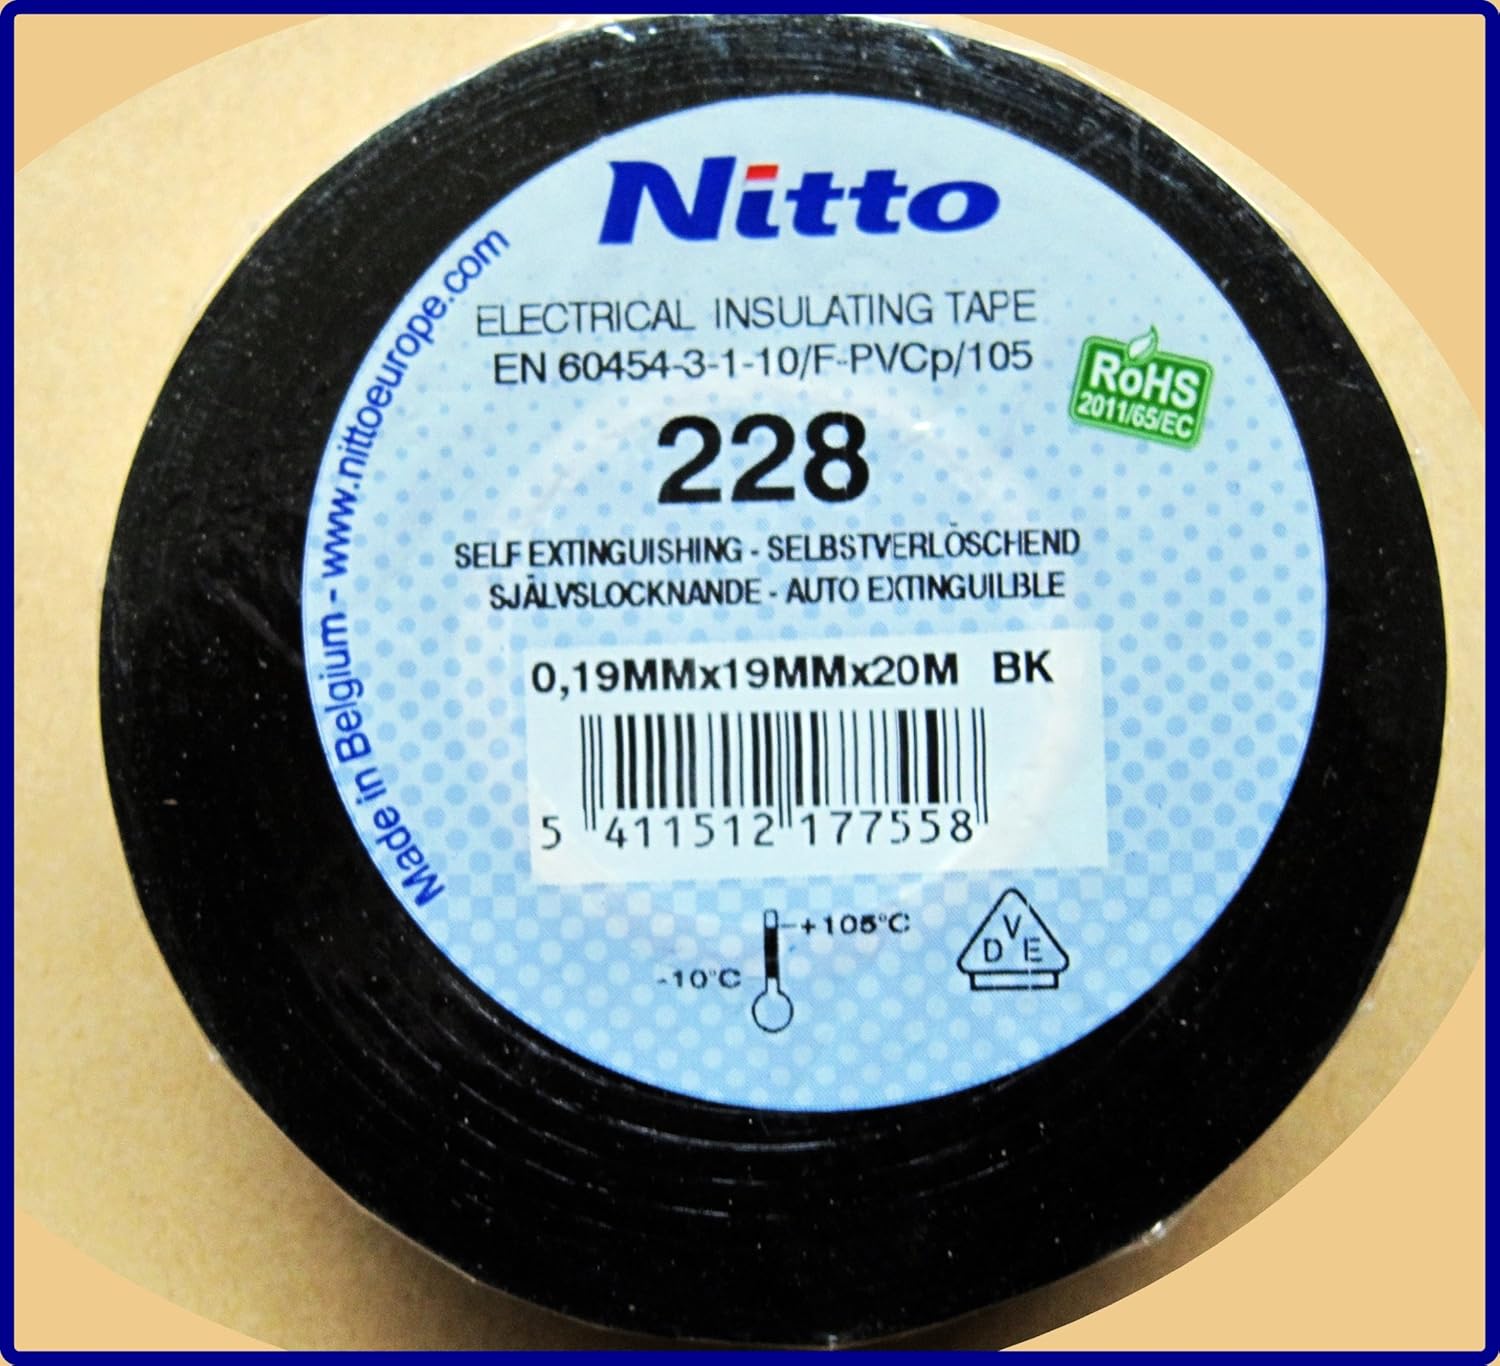 Nitto
ELECTRICAL INSULATING TAPE
EN 60454-3-1-10/F-PVCp/105
RoHS
2011/65/EC
228
SELF EXTINGUISHING - SELBSTVERLÖSCHEND
SJÄLVSLOCKNANDE - AUTO EXTINGUILBLE
0,19MMx19MMx20M BK
5 411512 177558
+105°C
-10°C
V
D E
Made in Belgium - www.nittoeurope.com